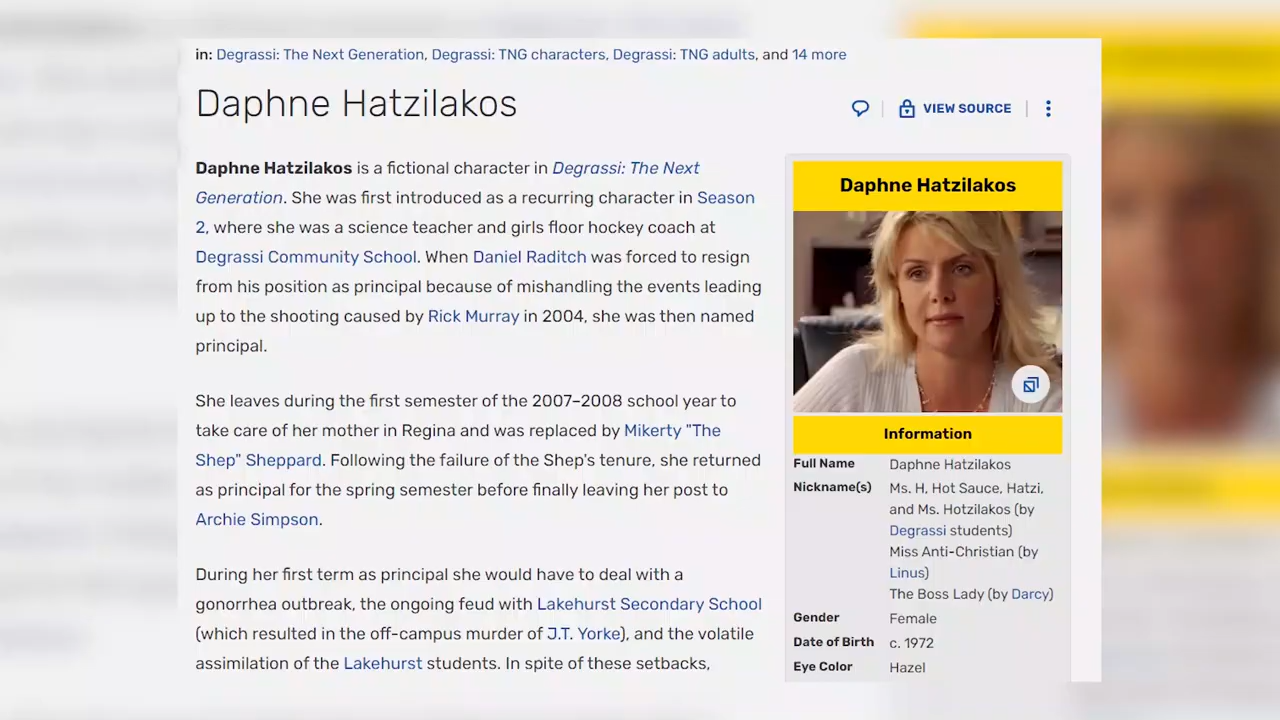 in: Degrassi: The Next Generation, Degrassi: TNG characters, Degrassi: TNG adults, and 14 more
Daphne Hatzilakos
VIEW SOURCE
Daphne Hatzilakos is a fictional character in Degrassi: The Next
Generation. She was first introduced as a recurring character in Season
2, where she was a science teacher and girls floor hockey coach at
Degrassi Community School. When Daniel Raditch was forced to resign
from his position as principal because of mishandling the events leading
up to the shooting caused by Rick Murray in 2004, she was then named
principal.
She leaves during the first semester of the 2007-2008 school year to
take care of her mother in Regina and was replaced by Mikerty "The
Shep" Sheppard. Following the failure of the Shep's tenure, she returned
as principal for the spring semester before finally leaving her post to
Archie Simpson.
During her first term as principal she would have to deal with a
gonorrhea outbreak, the ongoing feud with Lakehurst Secondary School
(which resulted in the off-campus murder of J.T. Yorke), and the volatile
assimilation of the Lakehurst students. In spite of these setbacks,
Daphne Hatzilakos
Information
Full Name Daphne Hatzilakos
Nickname(s) Ms. H, Hot Sauce, Hatzi,
and Ms. Hotzilakos (by
Degrassi students)
Miss Anti-Christian (by
Linus)
The Boss Lady (by Darcy)
Gender Female
Date of Birth c. 1972
Eye Color Hazel